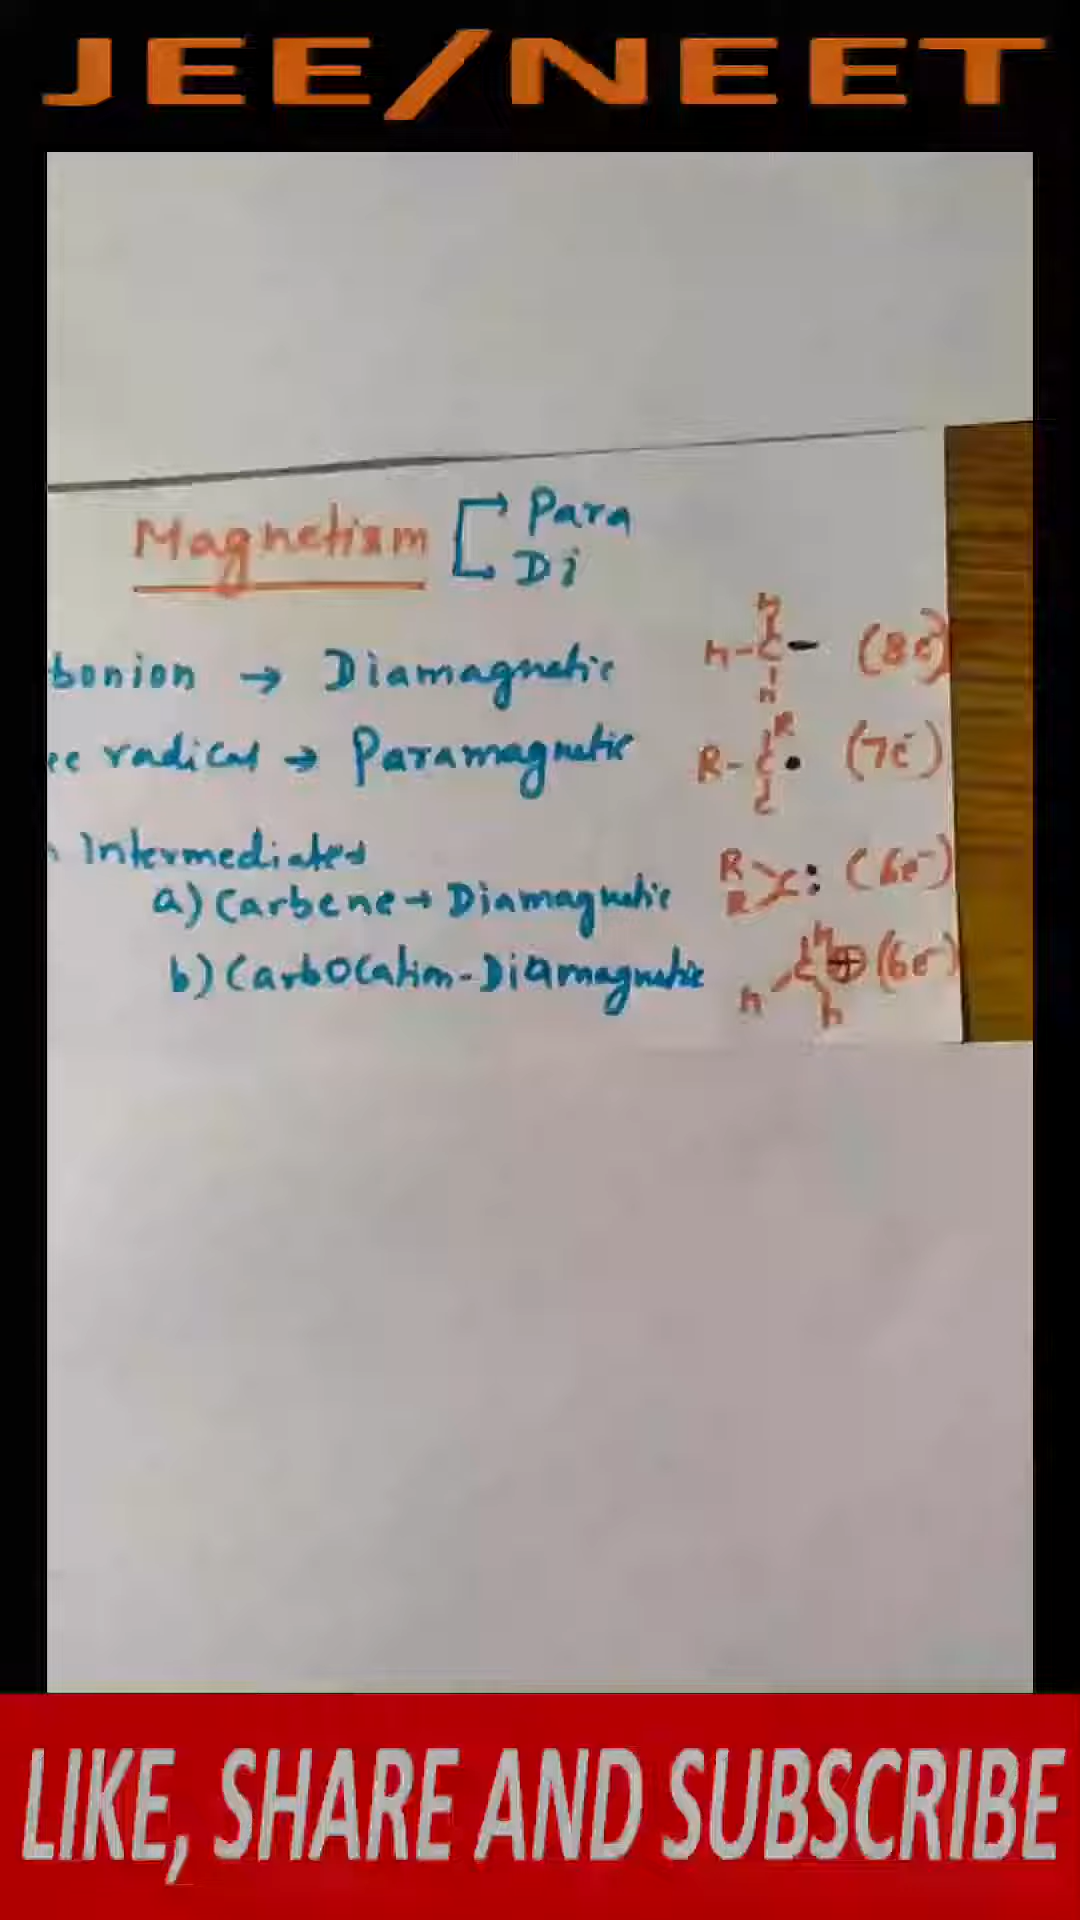 JEE/NEET
Magnetism Para
Di
bonion → Diamagnetic
H-C- H H (8e⁻)
ee radical → Paramagnetic
R-C• R (7e⁻)
n Intermediates
a) Carbene → Diamagnetic
R R C: (6e⁻)
b) Carbocation - Diamagnetic
H C H H ⊕ (6e⁻)
LIKE, SHARE AND SUBSCRIBE